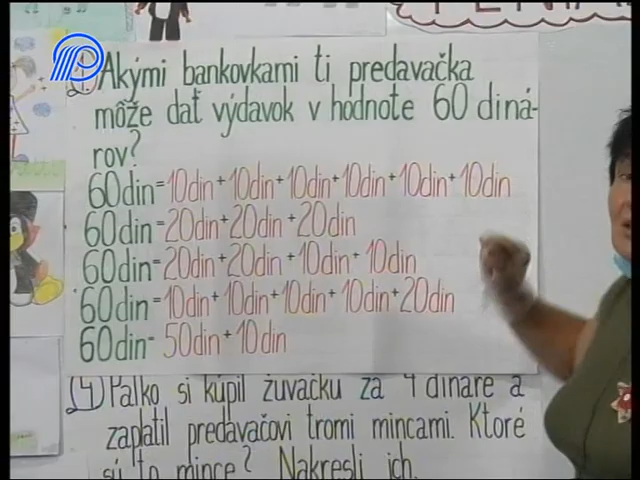 Akými bankovkami ti predavačka
môže dať výdavok v hodnote 60 diná-
rov?
60din=10din+10din+10din+10din+10din+10din
60din=20din+20din+20din
60din=20din+20din+10din+10din
60din=10din+10din+10din+10din+20din
60din=50din+10din
4 Palko si kúpil žuvačku za 4 dináre a
zaplatil predavačovi tromi mincami. Ktoré
sú to mince? Nakresli ich.